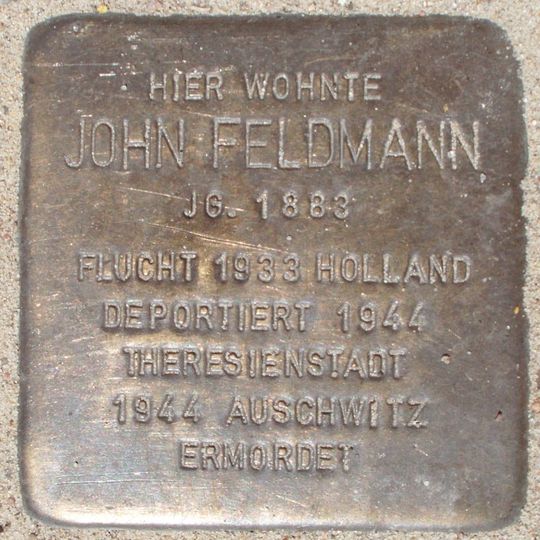 HIER WOHNTE
JOHN FELDMANN
JG. 1883
FLUCHT 1933 HOLLAND
DEPORTIERT 1944
THERESIENSTADT
1944 AUSCHWITZ
ERMORDET